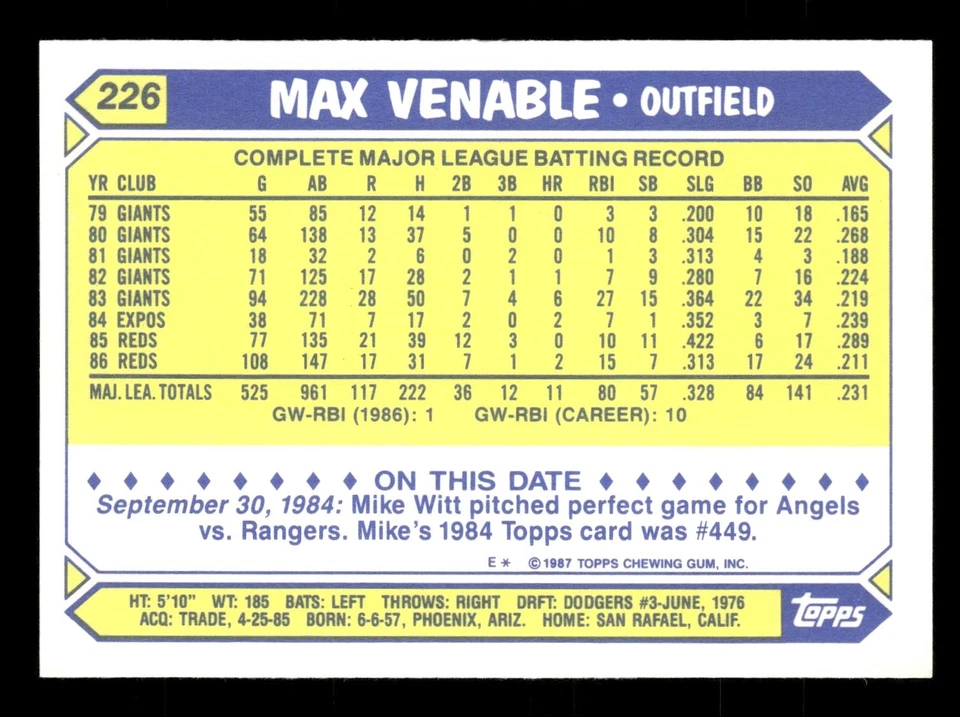 226
MAX VENABLE • OUTFIELD
COMPLETE MAJOR LEAGUE BATTING RECORD
YR CLUB G AB R H 2B 3B HR RBI SB SLG BB SO AVG
79 GIANTS 55 85 12 14 1 1 0 3 3 .200 10 18 .165
80 GIANTS 64 138 13 37 5 0 0 10 8 .304 15 22 .268
81 GIANTS 18 32 2 6 0 2 0 1 3 .313 4 3 .188
82 GIANTS 71 125 17 28 2 1 1 7 9 .280 7 16 .224
83 GIANTS 94 228 28 50 7 4 6 27 15 .364 22 34 .219
84 EXPOS 38 71 7 17 2 0 2 7 1 .352 3 7 .239
85 REDS 77 135 21 39 12 3 0 10 11 .422 6 17 .289
86 REDS 108 147 17 31 7 1 2 15 7 .313 17 24 .211
MAJ. LEA. TOTALS 525 961 117 222 36 12 11 80 57 .328 84 141 .231
GW-RBI (1986): 1 GW-RBI (CAREER): 10
ON THIS DATE
September 30, 1984: Mike Witt pitched perfect game for Angels
vs. Rangers. Mike's 1984 Topps card was #449.
E * © 1987 TOPPS CHEWING GUM, INC.
HT: 5'10" WT: 185 BATS: LEFT THROWS: RIGHT DRFT: DODGERS #3-JUNE, 1976
ACQ: TRADE, 4-25-85 BORN: 6-6-57, PHOENIX, ARIZ. HOME: SAN RAFAEL, CALIF.
topps